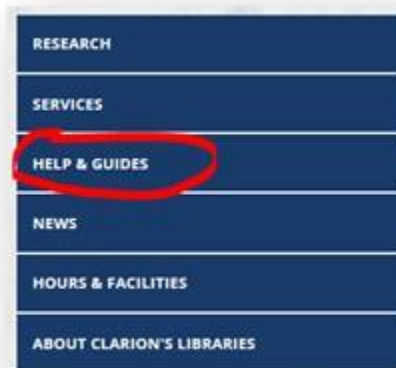 RESEARCH
SERVICES
HELP & GUIDES
NEWS
HOURS & FACILITIES
ABOUT CLARION'S LIBRARIES